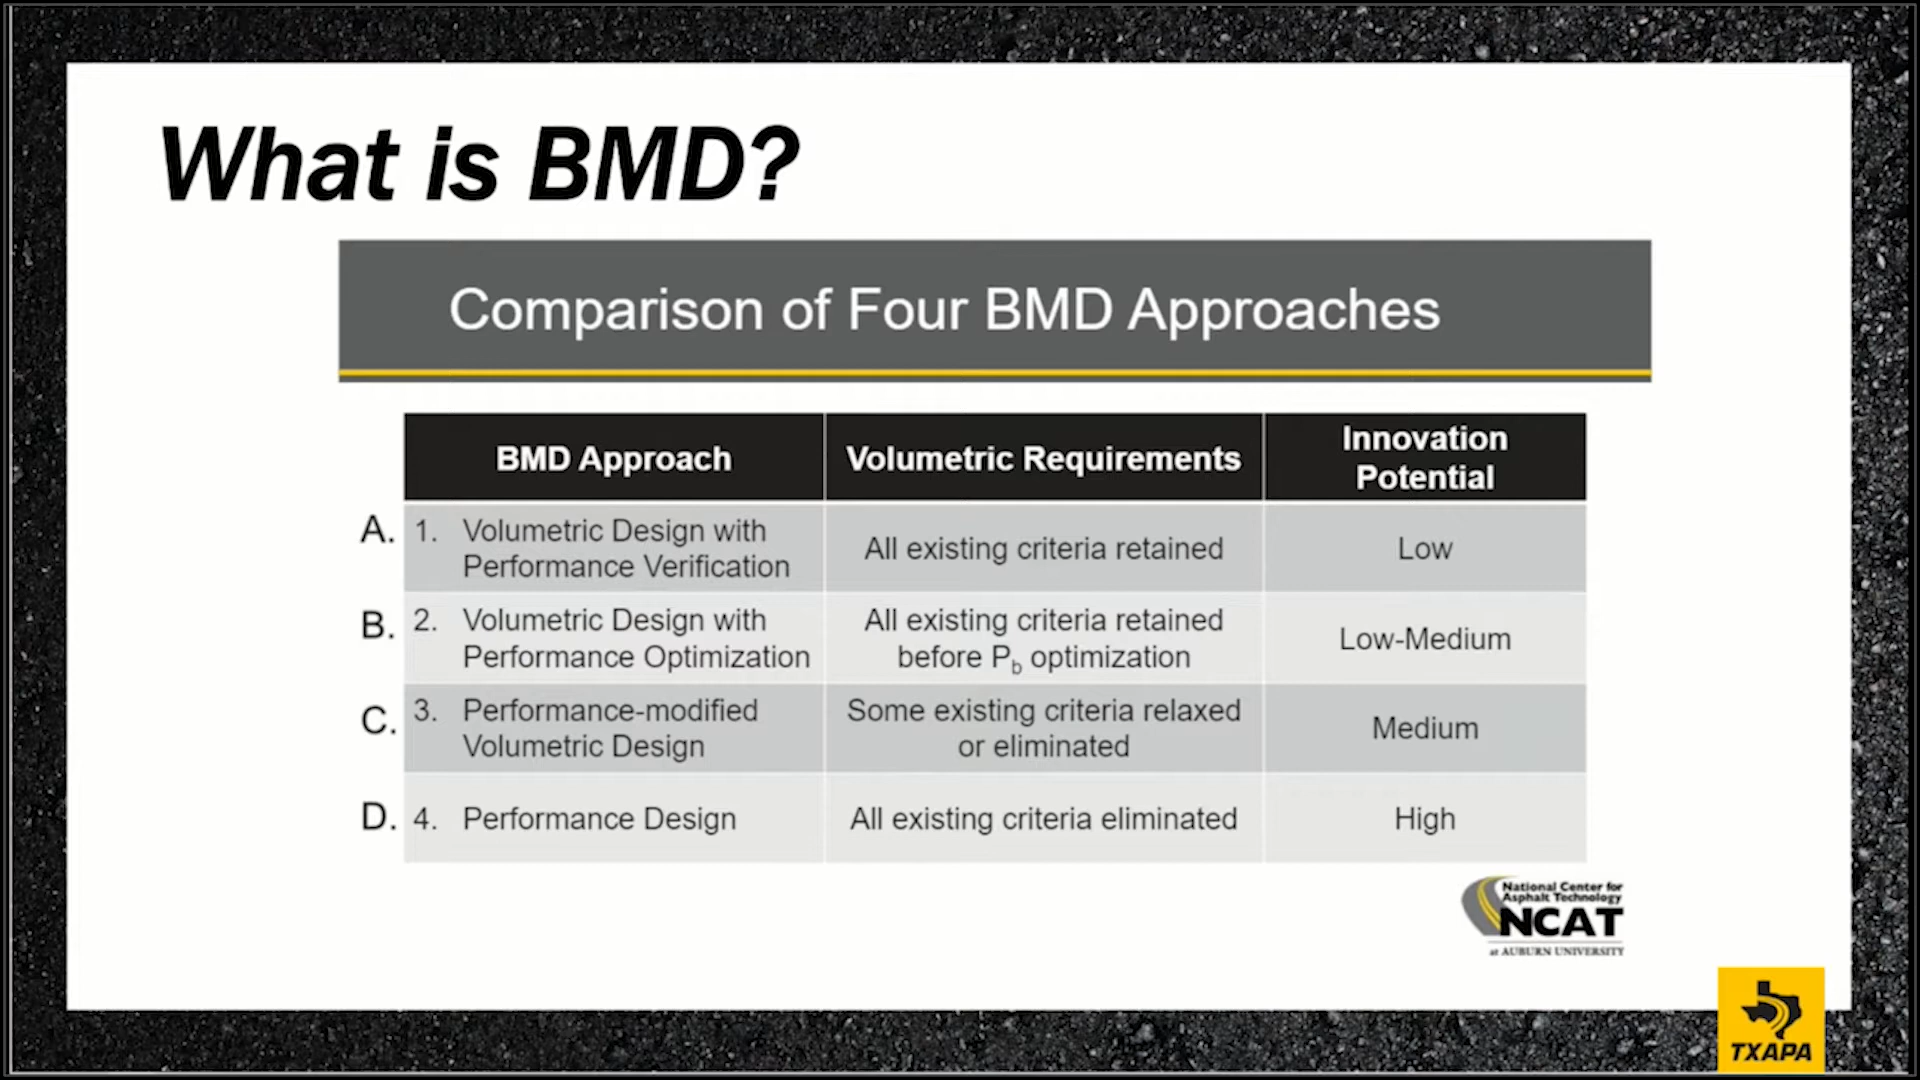 What is BMD?
Comparison of Four BMD Approaches
BMD Approach
Volumetric Requirements
Innovation
Potential
A.
1. Volumetric Design with
Performance Verification
All existing criteria retained
Low
B.
2. Volumetric Design with
Performance Optimization
All existing criteria retained
before Pb optimization
Low-Medium
C.
3. Performance-modified
Volumetric Design
Some existing criteria relaxed
or eliminated
Medium
D.
4. Performance Design
All existing criteria eliminated
High
National Center for
Asphalt Technology
NCAT
at AUBURN UNIVERSITY
TXAPA